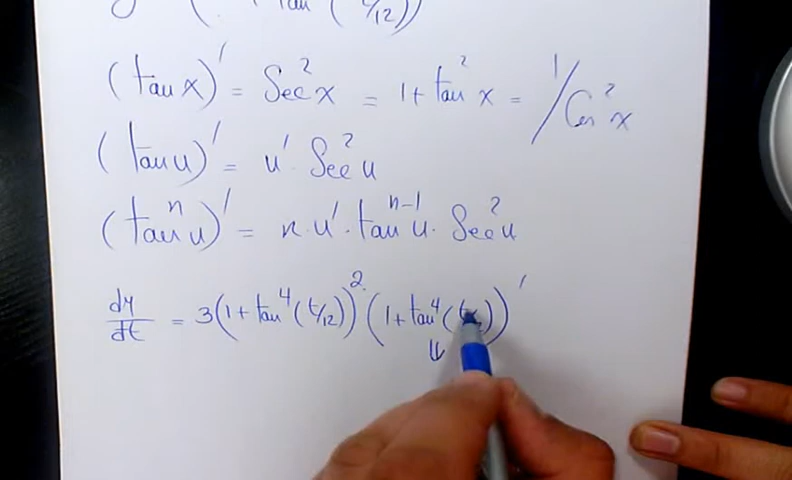 tan (t/12))
(tan x)' = Sec² x = 1 + tan² x = 1/Cos² x
(tan u)' = u' · Sec² u
(tanⁿ u)' = n · u' · tanⁿ⁻¹ u · Sec² u
dy/dt = 3(1 + tan⁴(t/12))² · (1 + tan⁴(t